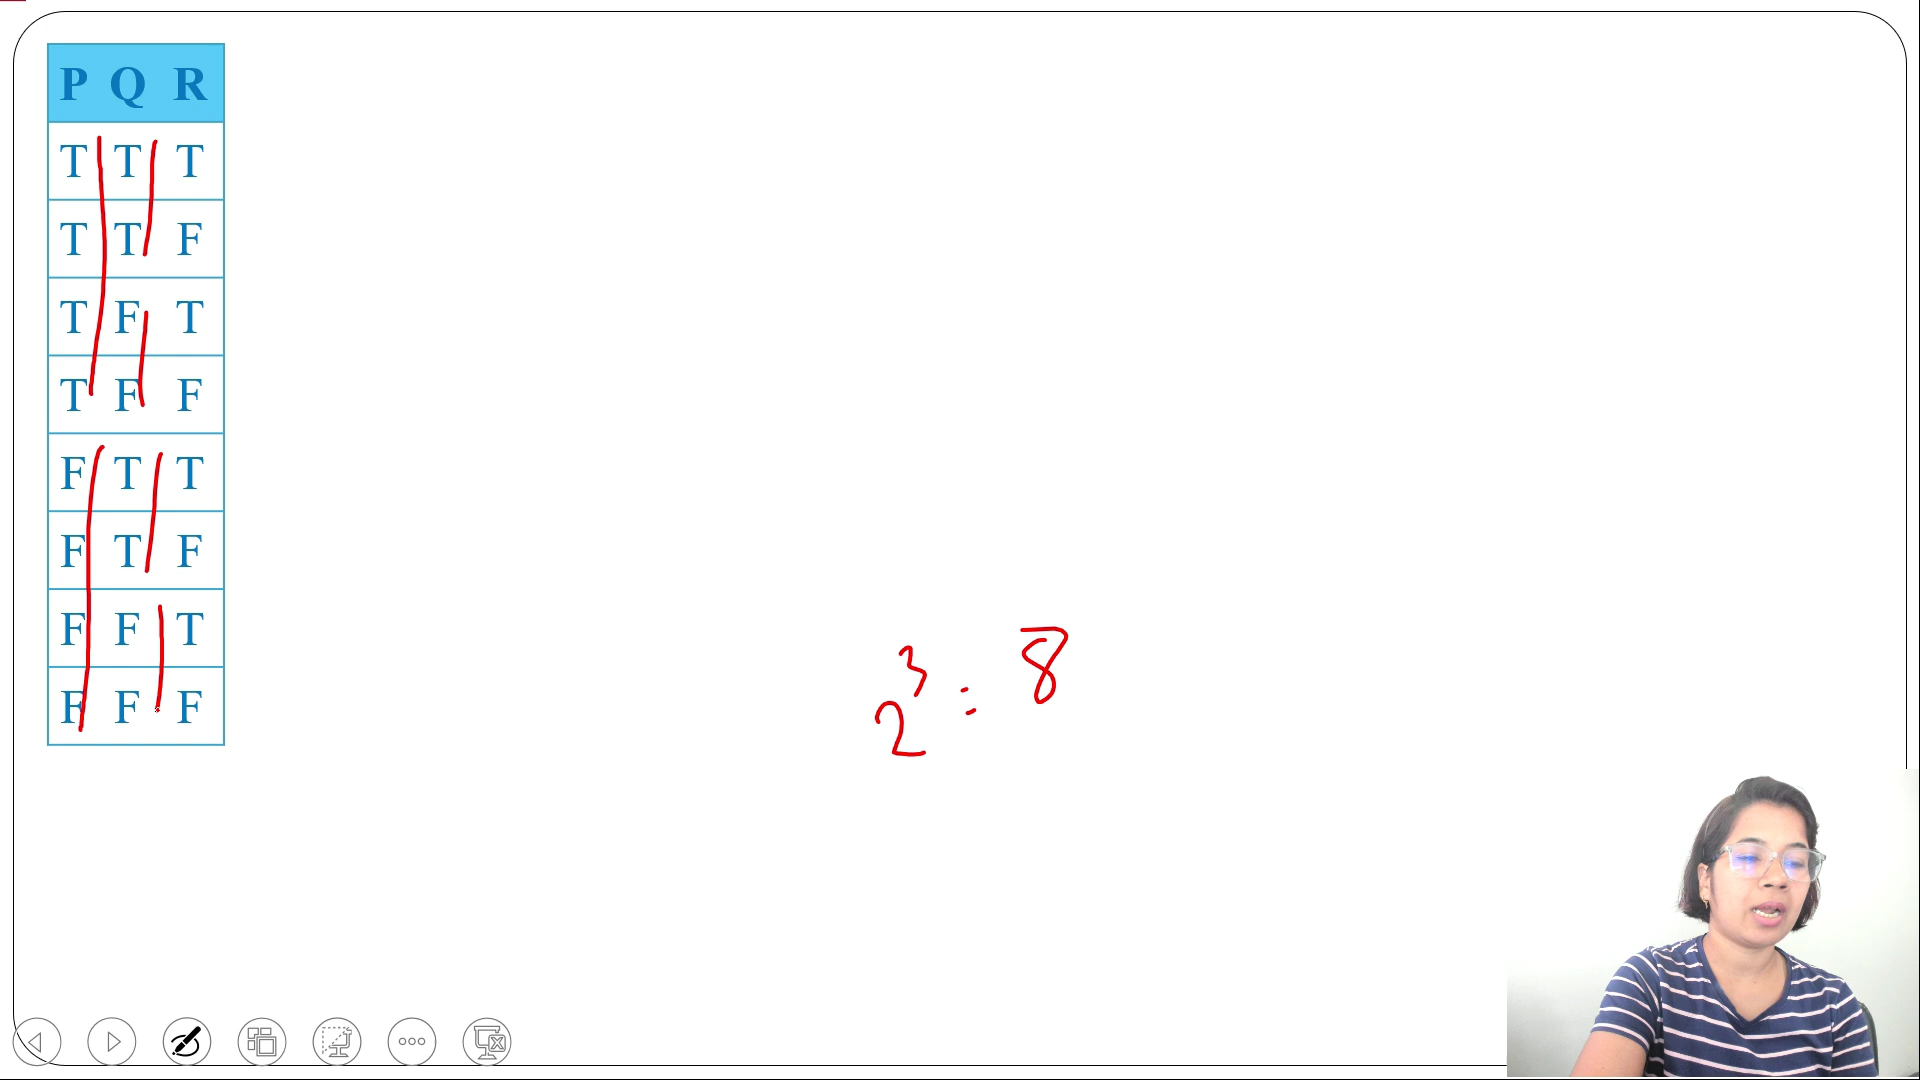 P Q R
T T T
T T F
T F T
T F F
F T T
F T F
F F T
F F F
2³ = 8